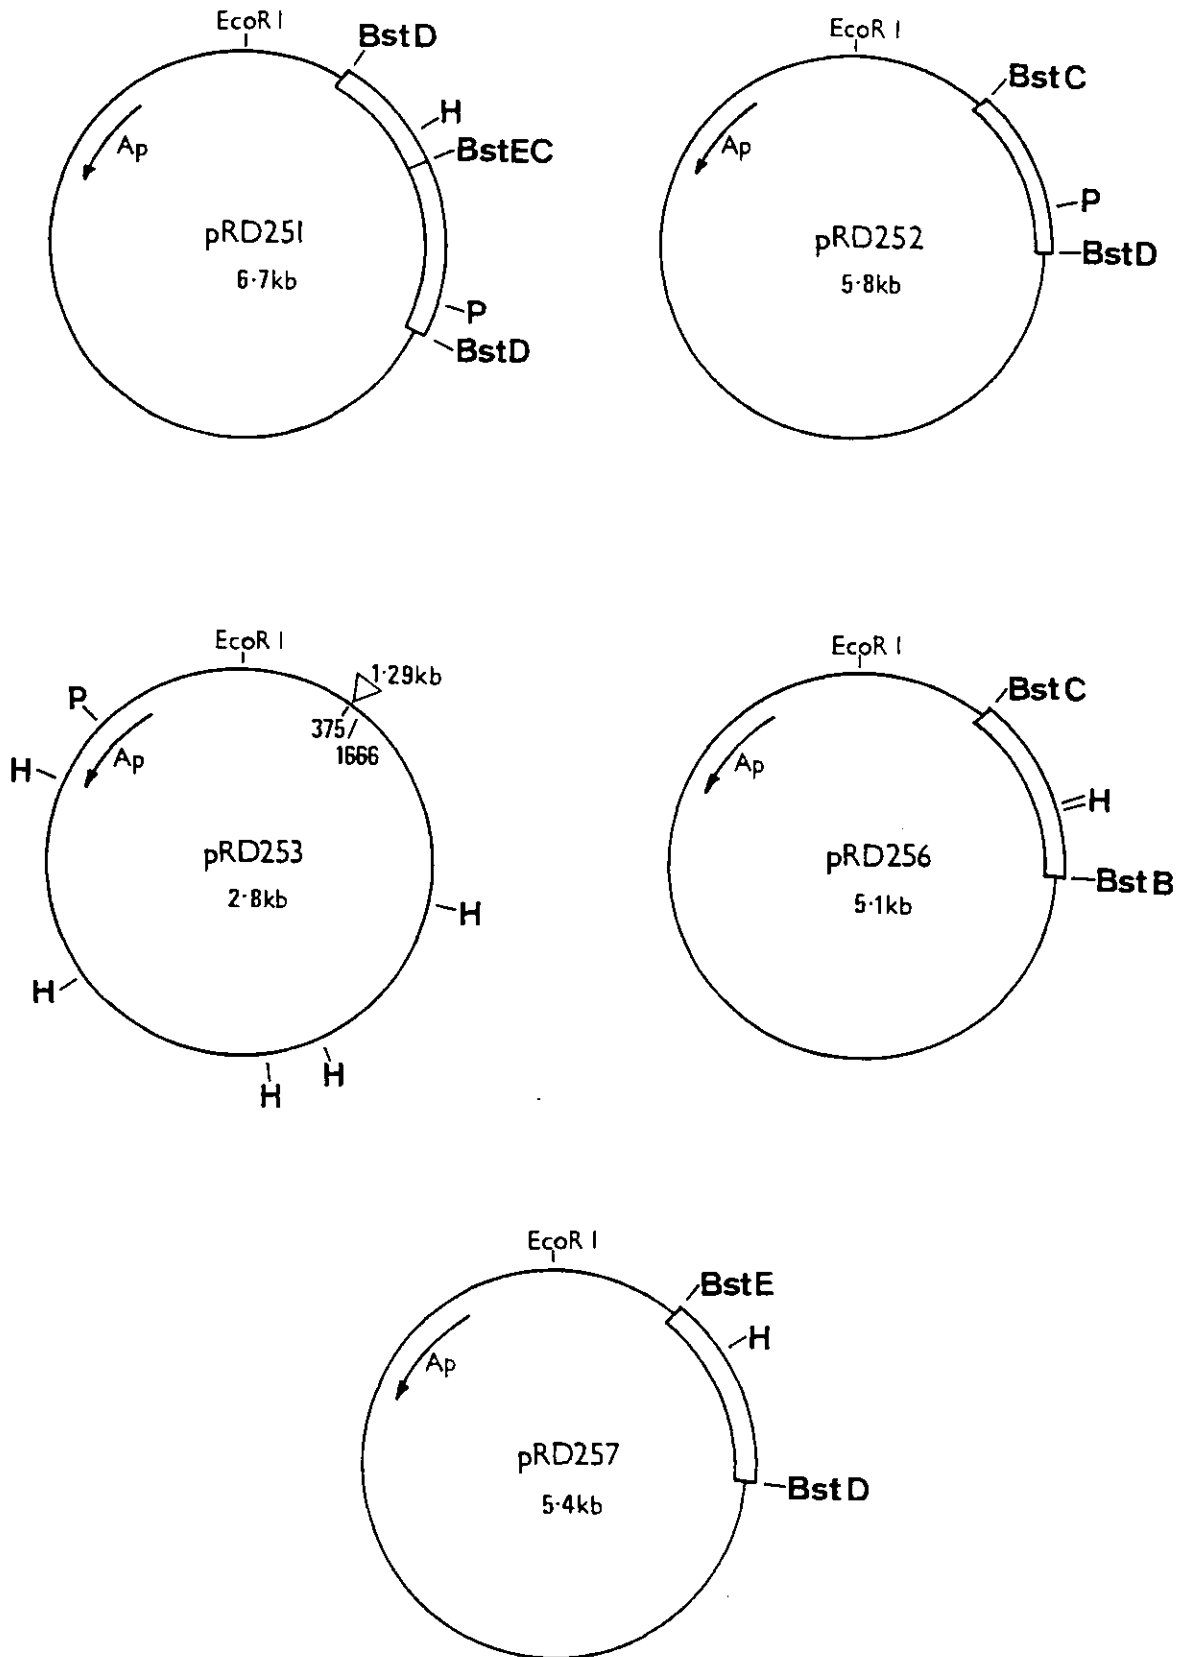 EcoR I
BstD
H
BstEC
Ap
pRD251
6·7kb
P
BstD
EcoR I
BstC
Ap
P
pRD252
BstD
5·8kb
EcoR I
1·29kb
P
375/
1666
Ap
H
pRD253
2·8kb
H
H
H
H
EcoR I
BstC
Ap
H
pRD256
BstB
5·1kb
EcoR I
BstE
H
Ap
pRD257
BstD
5·4kb